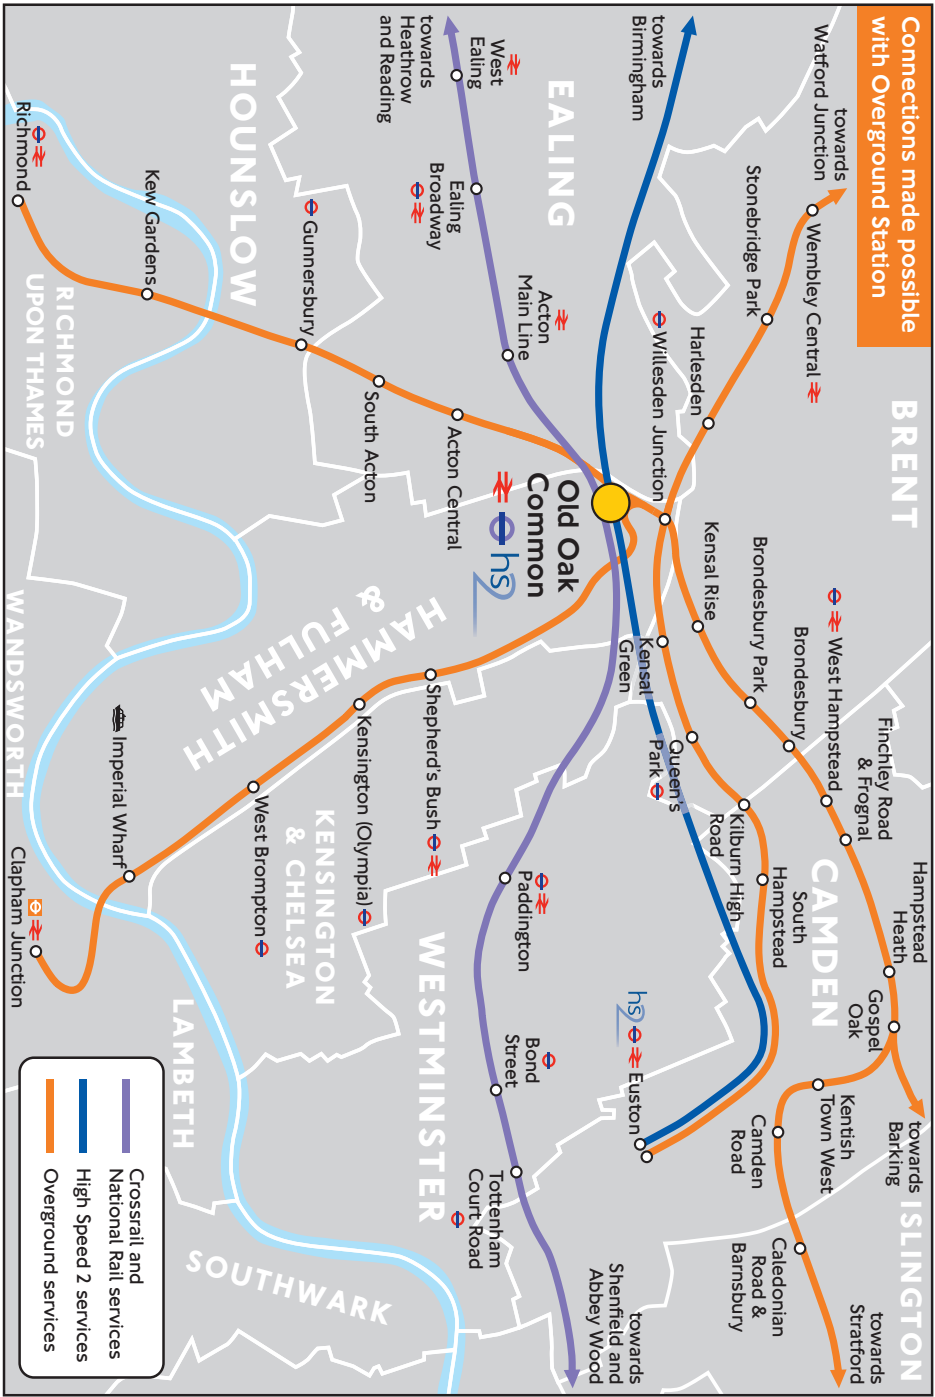 Connections made possible
with Overground Station
towards
Watford Junction
Wembley Central
Stonebridge Park
Harlesden
Willesden Junction
BRENT
Kensal Rise
Brondesbury Park
Brondesbury
West Hampstead
Finchley Road
& Frognal
Hampstead
Heath
Gospel
Oak
towards
Barking
ISLINGTON
Kentish
Town West
Camden
Road
Caledonian
Road &
Barnsbury
towards
Stratford
CAMDEN
South
Hampstead
Kilburn High
Road
Queen's
Park
Kensal
Green
hs2
Euston
towards
Birmingham
EALING
West
Ealing
towards
Heathrow
and Reading
Ealing
Broadway
Acton
Main Line
Old Oak
Common
hs2
Paddington
Bond
Street
Tottenham
Court Road
towards
Shenfield and
Abbey Wood
WESTMINSTER
Acton Central
South Acton
Gunnersbury
HOUNSLOW
Kew Gardens
Richmond
RICHMOND
UPON THAMES
HAMMERSMITH
& FULHAM
Shepherd's Bush
Kensington (Olympia)
West Brompton
KENSINGTON
& CHELSEA
Imperial Wharf
Clapham Junction
WANDSWORTH
LAMBETH
SOUTHWARK
Crossrail and
National Rail services
High Speed 2 services
Overground services